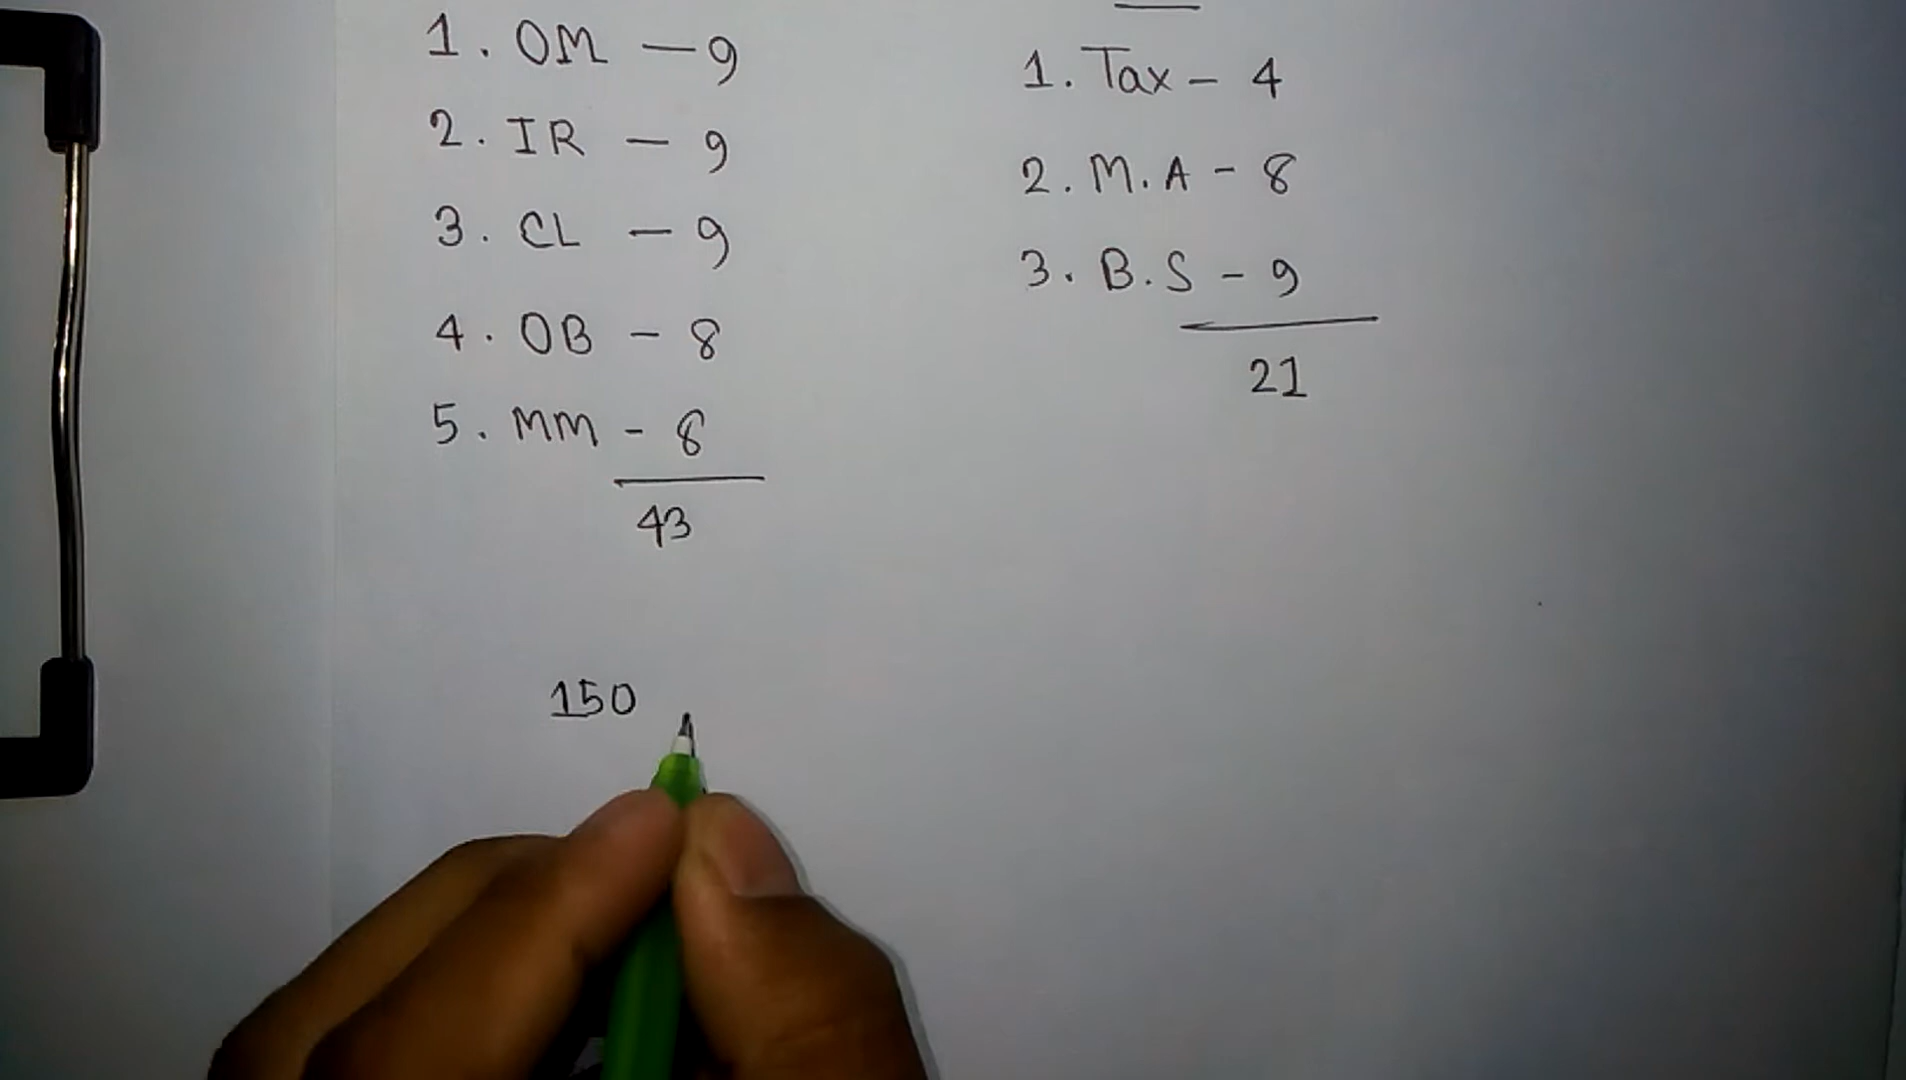 1. OM - 9
2. IR - 9
3. CL - 9
4. OB - 8
5. MM - 8
43
1. Tax - 4
2. M.A - 8
3. B.S - 9
21
150